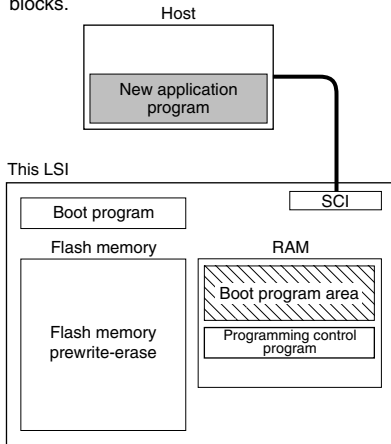 blocks.
Host
New application
program
This LSI
SCI
Boot program
Flash memory
RAM
Boot program area
Flash memory
prewrite-erase
Programming control
program